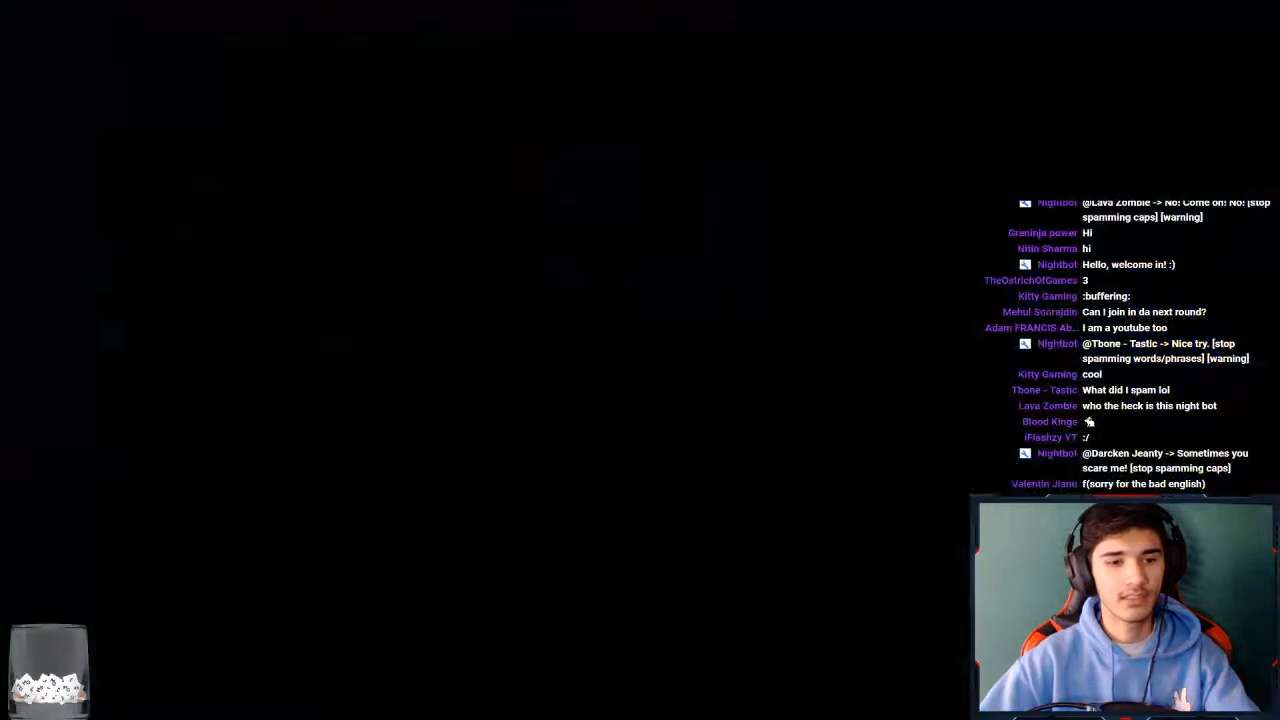 Nightbot @Lava Zombie -> No! Come on! No! [stop
spamming caps] [warning]
Greninja power Hi
Nitin Sharma hi
Nightbot Hello, welcome in! :)
TheOstrichOfGames 3
Kitty Gaming :buffering:
Mehul Soorajdin Can I join in da next round?
Adam FRANCIS Ab... I am a youtube too
Nightbot @Tbone - Tastic -> Nice try. [stop
spamming words/phrases] [warning]
Kitty Gaming cool
Tbone - Tastic What did I spam lol
Lava Zombie who the heck is this night bot
Blood Kings
iFlashzy YT :/
Nightbot @Darcken Jeanty -> Sometimes you
scare me! [stop spamming caps]
Valentin Jianu f(sorry for the bad english)